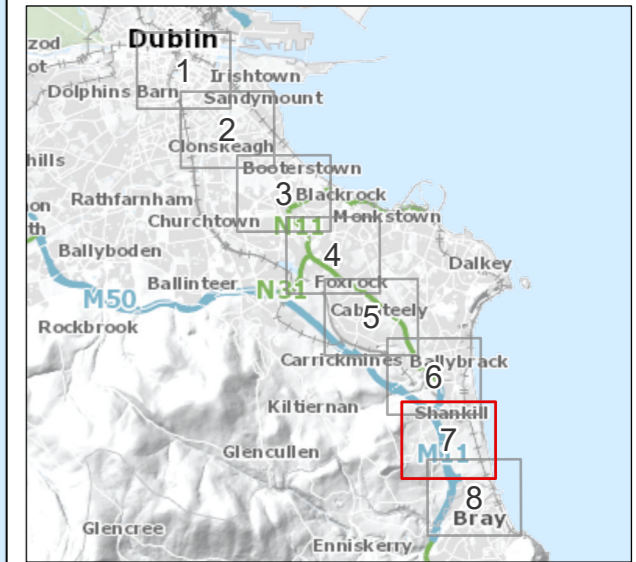 Dublin
zod
ot
1
Irishtown
Dolphins Barn
Sandymount
2
Clonskeagh
hills
Booterstown
3
Blackrock
Rathfarnham
on
Monkstown
Churchtown
N11
th
4
Ballyboden
Dalkey
Ballinteer
Foxrock
N31
M50
Cabinteely
5
Rockbrook
Carrickmines
Ballybrack
6
Kiltiernan
Shankill
7
M11
Glencullen
8
Bray
Glencree
Enniskerry